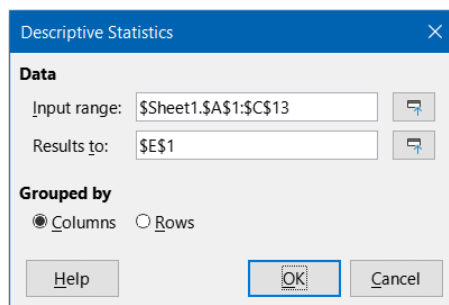 Descriptive Statistics
Data
Input range: $Sheet1.$A$1:$C$13
Results to: $E$1
Grouped by
Columns Rows
Help OK Cancel